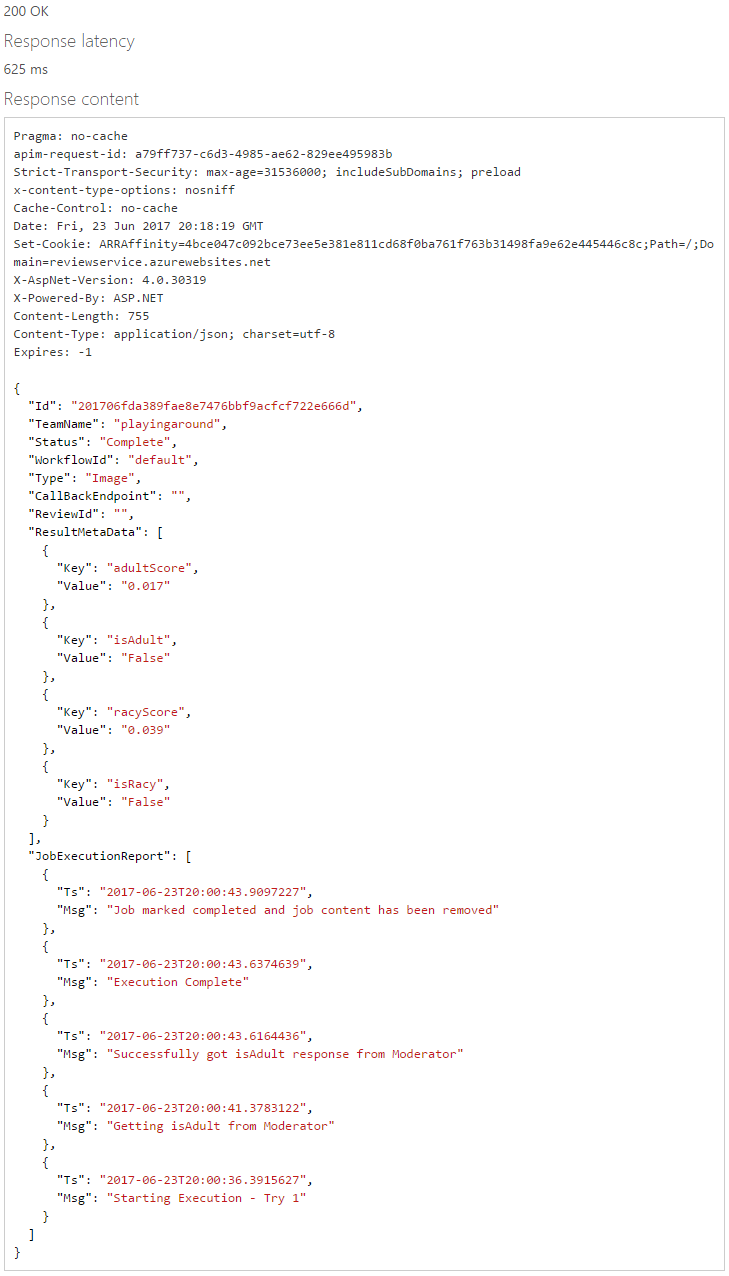 200 OK
Response latency
625 ms
Response content
Pragma: no-cache
apim-request-id: a79ff737-c6d3-4985-ae62-829ee495983b
Strict-Transport-Security: max-age=31536000; includeSubDomains; preload
x-content-type-options: nosniff
Cache-Control: no-cache
Date: Fri, 23 Jun 2017 20:18:19 GMT
Set-Cookie: ARRAffinity=4bce047c092bce73ee5e381e811cd68f0ba761f763b31498fa9e62e445446c8c;Path=/;Do
main=reviewservice.azurewebsites.net
X-AspNet-Version: 4.0.30319
X-Powered-By: ASP.NET
Content-Length: 755
Content-Type: application/json; charset=utf-8
Expires: -1
{
  "Id": "201706fda389fae8e7476bbf9acfcf722e666d",
  "TeamName": "playingaround",
  "Status": "Complete",
  "WorkflowId": "default",
  "Type": "Image",
  "CallBackEndpoint": "",
  "ReviewId": "",
  "ResultMetaData": [
    {
      "Key": "adultScore",
      "Value": "0.017"
    },
    {
      "Key": "isAdult",
      "Value": "False"
    },
    {
      "Key": "racyScore",
      "Value": "0.039"
    },
    {
      "Key": "isRacy",
      "Value": "False"
    }
  ],
  "JobExecutionReport": [
    {
      "Ts": "2017-06-23T20:00:43.9097227",
      "Msg": "Job marked completed and job content has been removed"
    },
    {
      "Ts": "2017-06-23T20:00:43.6374639",
      "Msg": "Execution Complete"
    },
    {
      "Ts": "2017-06-23T20:00:43.6164436",
      "Msg": "Successfully got isAdult response from Moderator"
    },
    {
      "Ts": "2017-06-23T20:00:41.3783122",
      "Msg": "Getting isAdult from Moderator"
    },
    {
      "Ts": "2017-06-23T20:00:36.3915627",
      "Msg": "Starting Execution - Try 1"
    }
  ]
}